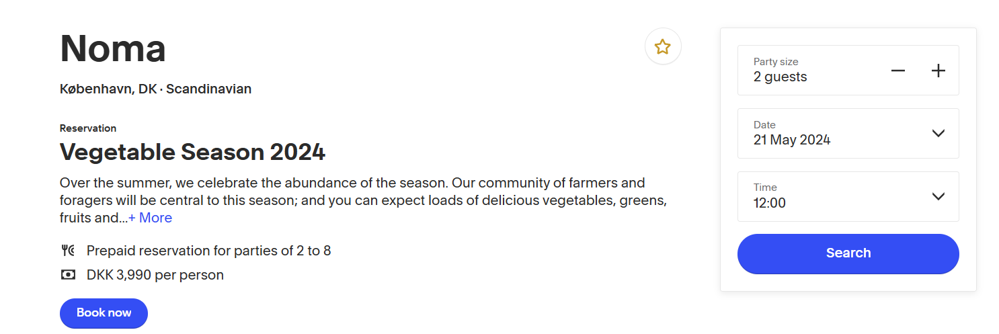 Noma
København, DK · Scandinavian
Reservation
Vegetable Season 2024
Over the summer, we celebrate the abundance of the season. Our community of farmers and
foragers will be central to this season; and you can expect loads of delicious vegetables, greens,
fruits and...+ More
Prepaid reservation for parties of 2 to 8
DKK 3,990 per person
Book now
Party size
2 guests
Date
21 May 2024
Time
12:00
Search